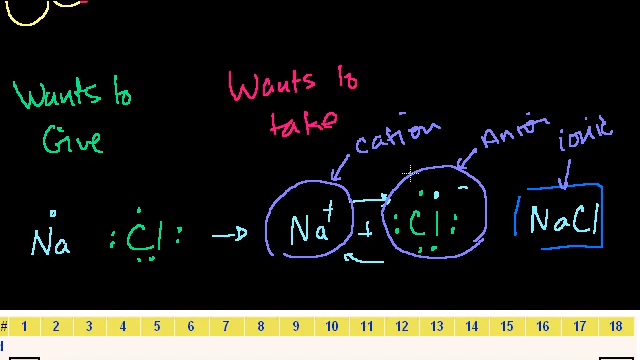 Wants to
Give
Wants to
take
cation
Anion
ionic
Na Cl → Na⁺ + Cl⁻ NaCl
# 1 2 3 4 5 6 7 8 9 10 11 12 13 14 15 16 17 18